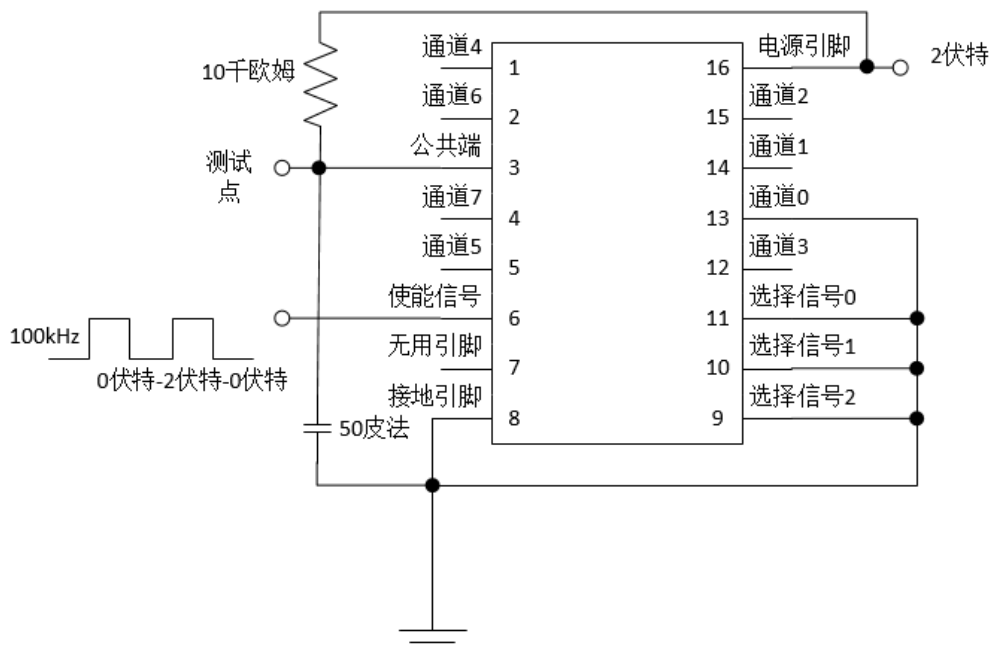 通道4
电源引脚
2伏特
10千欧姆
1
16
通道6
通道2
2
15
测试
点
公共端
通道1
3
14
通道7
通道0
4
13
通道5
通道3
5
12
使能信号
选择信号0
6
11
100kHz
0伏特-2伏特-0伏特
无用引脚
选择信号1
7
10
接地引脚
选择信号2
8
9
50皮法